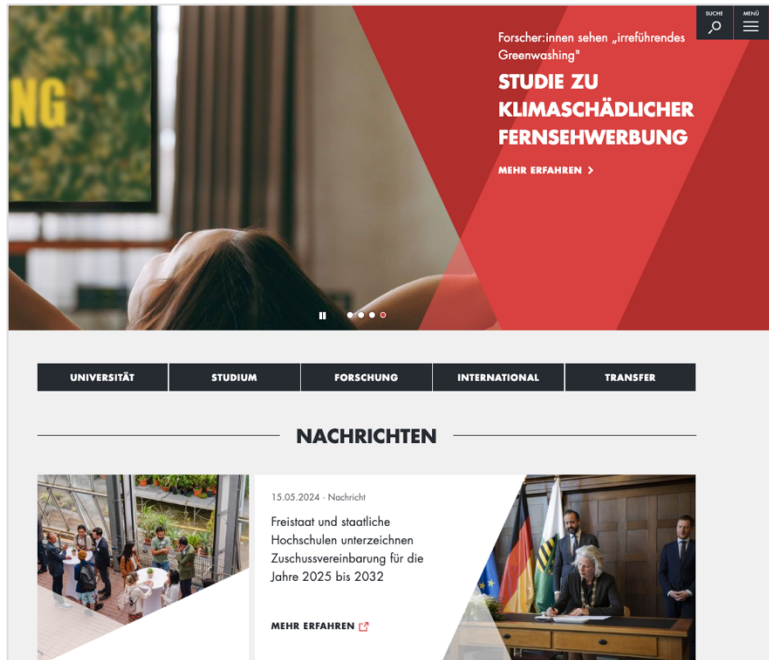 SUCHE
MENÜ
NG
Forscher:innen sehen „irreführendes
Greenwashing"
STUDIE ZU
KLIMASCHÄDLICHER
FERNSEHWERBUNG
MEHR ERFAHREN
UNIVERSITÄT
STUDIUM
FORSCHUNG
INTERNATIONAL
TRANSFER
NACHRICHTEN
15.05.2024 - Nachricht
Freistaat und staatliche
Hochschulen unterzeichnen
Zuschussvereinbarung für die
Jahre 2025 bis 2032
MEHR ERFAHREN